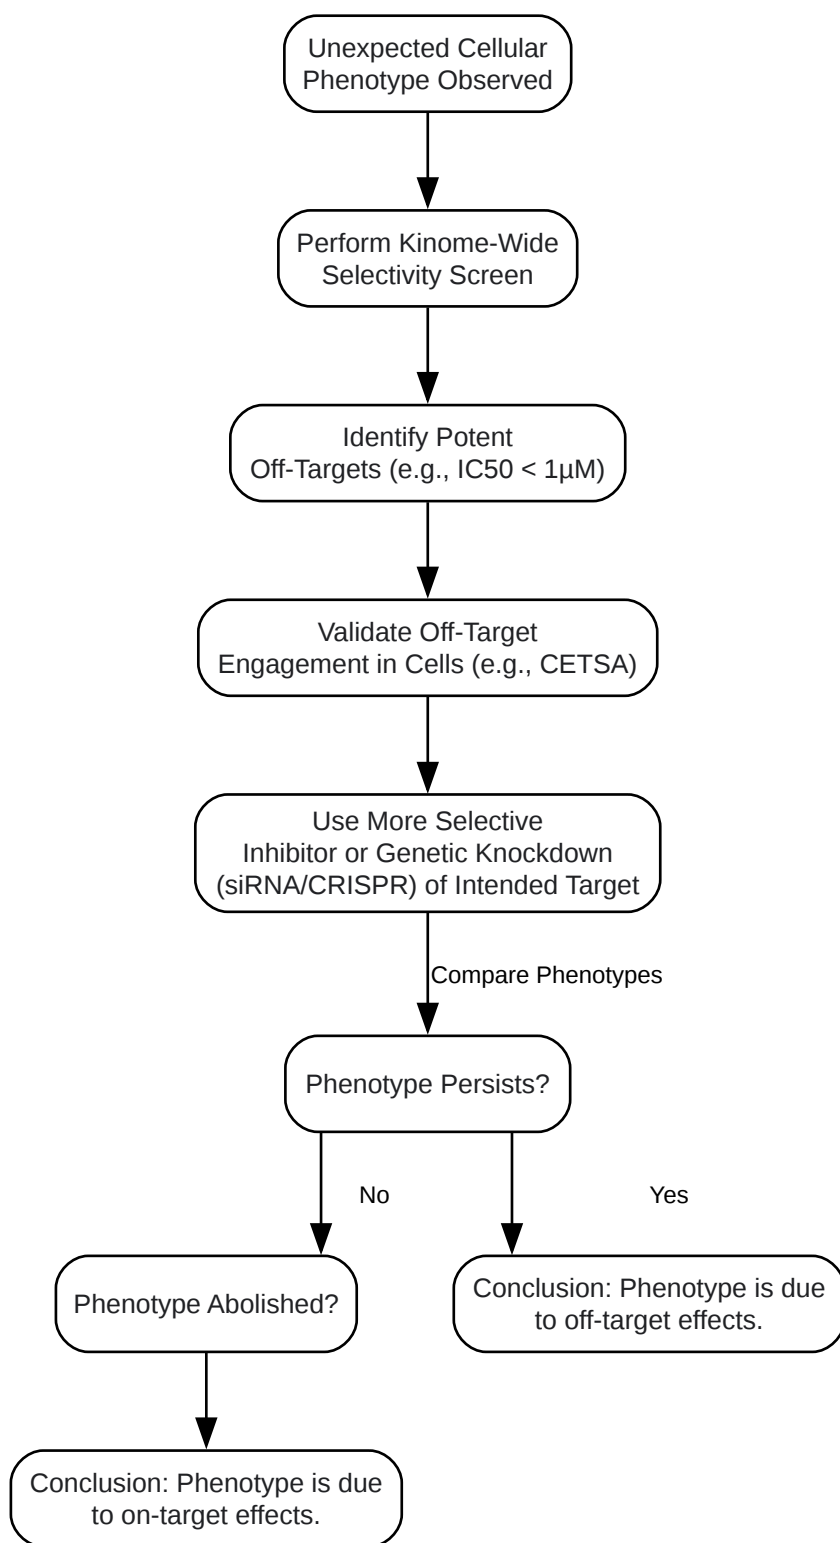 Unexpected Cellular
Phenotype Observed
Perform Kinome-Wide
Selectivity Screen
Identify Potent
Off-Targets (e.g., IC50 < 1µM)
Validate Off-Target
Engagement in Cells (e.g., CETSA)
Use More Selective
Inhibitor or Genetic Knockdown
(siRNA/CRISPR) of Intended Target
Compare Phenotypes
Phenotype Persists?
No
Yes
Phenotype Abolished?
Conclusion: Phenotype is due
to off-target effects.
Conclusion: Phenotype is due
to on-target effects.